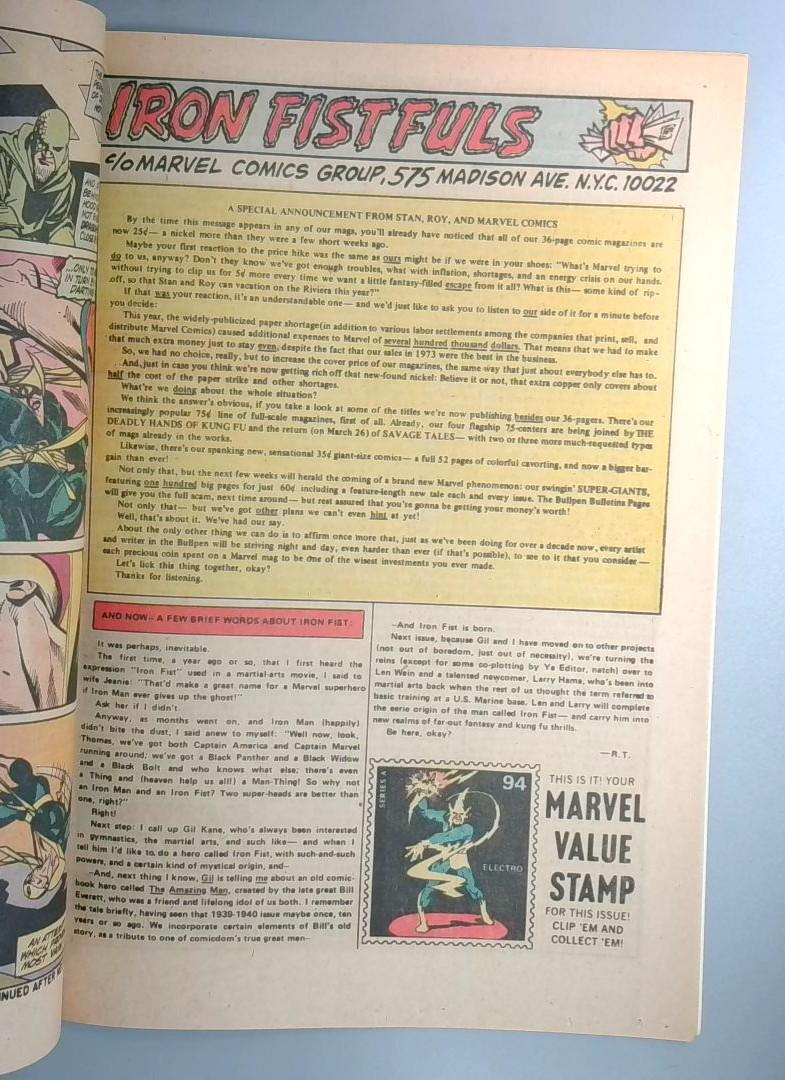 IRON FISTFULS
c/o MARVEL COMICS GROUP, 575 MADISON AVE. N.Y.C. 10022
A SPECIAL ANNOUNCEMENT FROM STAN, ROY, AND MARVEL COMICS
By the time this message appears in any of our mags, you'll already have noticed that all of our 36-page comic magazines are
now 25¢— a nickel more than they were a few short weeks ago.
Maybe your first reaction to the price hike was the same as ours might be if we were in your shoes: "What's Marvel trying to
do to us, anyway? Don't they know we've got enough troubles, what with inflation, shortages, and an energy crisis on our hands,
without trying to clip us for 5¢ more every time we want a little fantasy-filled escape from it all? What is this— some kind of rip-
off, so that Stan and Roy can vacation on the Riviera this year?"
If that was your reaction, it's an understandable one— and we'd just like to ask you to listen to our side of it for a minute before
you decide:
This year, the widely-publicized paper shortage(in addition to various labor settlements among the companies that print, sell, and
distribute Marvel Comics) caused additional expenses to Marvel of several hundred thousand dollars. That means that we had to make
that much extra money just to stay even, despite the fact that our sales in 1973 were the best in the business.
So, we had no choice, really, but to increase the cover price of our magazines, the same way that just about everybody else has to.
And, just in case you think we're now getting rich off that new-found nickel: Believe it or not, that extra copper only covers about
half the cost of the paper strike and other shortages.
What're we doing about the whole situation?
We think the answer's obvious, if you take a look at some of the titles we're now publishing besides our 36-pagers. There's our
increasingly popular 75¢ line of full-scale magazines, first of all. Already, our four flagship 75-centers are being joined by THE
DEADLY HANDS OF KUNG FU and the return (on March 26) of SAVAGE TALES— with two or three more much-requested types
of mags already in the works.
Likewise, there's our spanking new, sensational 35¢ giant-size comics— a full 52 pages of colorful cavorting, and now a bigger bar-
gain than ever!
Not only that, but the next few weeks will herald the coming of a brand new Marvel phenomenon: our swingin' SUPER-GIANTS,
featuring one hundred big pages for just 60¢ including a feature-length new tale each and every issue. The Bullpen Bulletins Pages
will give you the full scam, next time around— but rest assured that you're gonna be getting your money's worth!
Not only that— but we've got other plans we can't even hint at yet!
Well, that's about it. We've had our say.
About the only other thing we can do is to affirm once more that, just as we've been doing for over a decade now, every artist
and writer in the Bullpen will be striving night and day, even harder than ever (if that's possible), to see to it that you consider —
each precious coin spent on a Marvel mag to be one of the wisest investments you ever made.
Let's lick this thing together, okay?
Thanks for listening.
AND NOW— A FEW BRIEF WORDS ABOUT IRON FIST:
It was perhaps, inevitable.
The first time, a year ago or so, that I first heard the
expression "Iron Fist" used in a martial-arts movie, I said to
wife Jeanie: "That'd make a great name for a Marvel superhero
if Iron Man ever gives up the ghost!"
Ask her if I didn't.
Anyway, as months went on, and Iron Man (happily)
didn't bite the dust, I said anew to myself: "Well now, look,
Thomas, we've got both Captain America and Captain Marvel
running around; we've got a Black Panther and a Black Widow
and a Black Bolt and who knows what else; there's even
a Thing and (heaven help us all!) a Man-Thing! So why not
an Iron Man and an Iron Fist? Two super-heads are better than
one, right?"
Right!
Next step: I call up Gil Kane, who's always been interested
in gymnastics, the martial arts, and such like— and when I
tell him I'd like to do a hero called Iron Fist, with such-and-such
powers, and a certain kind of mystical origin, and—
—And, next thing I know, Gil is telling me about an old comic-
book hero called The Amazing Man, created by the late great Bill
Everett, who was a friend and lifelong idol of us both. I remember
the tale briefly, having seen that 1939-1940 issue maybe once, ten
years or so ago. We incorporate certain elements of Bill's old
story, as a tribute to one of comicdom's true great men—
—And Iron Fist is born.
Next issue, because Gil and I have moved on to other projects
(not out of boredom, just out of necessity), we're turning the
reins (except for some co-plotting by Ye Editor, natch) over to
Len Wein and a talented newcomer, Larry Hama, who's been into
martial arts back when the rest of us thought the term referred to
basic training at a U.S. Marine base. Len and Larry will complete
the eerie origin of the man called Iron Fist— and carry him into
new realms of far-out fantasy and kung fu thrills.
Be here, okay?
—R.T.
SERIES A
94
ELECTRO
THIS IS IT! YOUR
MARVEL
VALUE
STAMP
FOR THIS ISSUE!
CLIP 'EM AND
COLLECT 'EM!